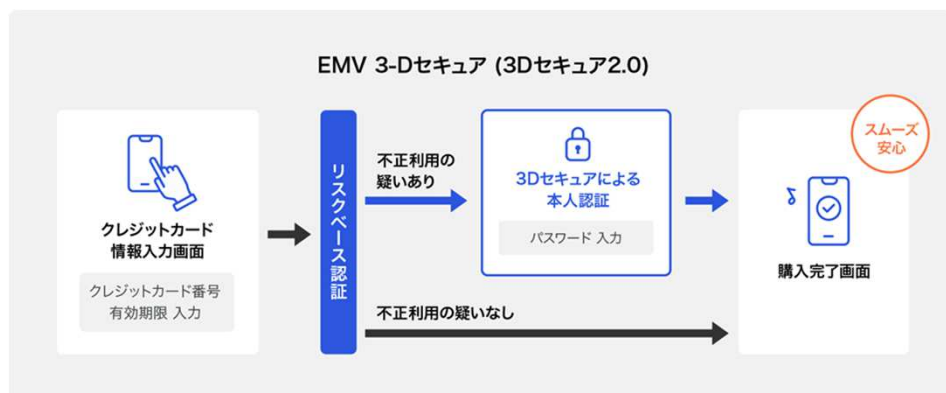 EMV 3-Dセキュア (3Dセキュア2.0)
クレジットカード
情報入力画面
クレジットカード番号
有効期限 入力
リスクベース認証
不正利用の
疑いあり
3Dセキュアによる
本人認証
パスワード 入力
不正利用の疑いなし
スムーズ
安心
購入完了画面